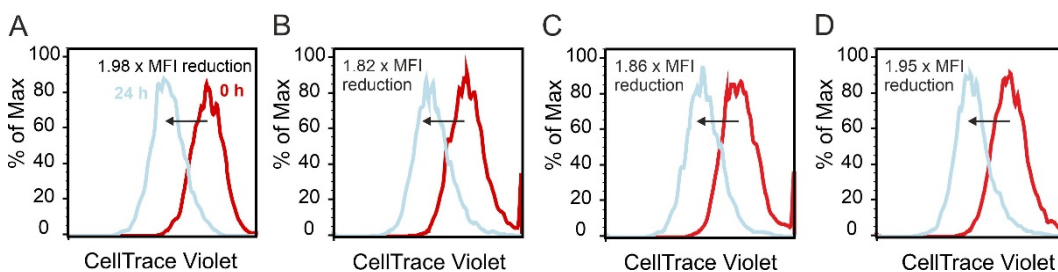 A
% of Max
100
80
60
40
20
0
1.98 x MFI reduction
24 h
0 h
CellTrace Violet
B
% of Max
100
80
60
40
20
0
1.82 x MFI
reduction
CellTrace Violet
C
% of Max
100
80
60
40
20
0
1.86 x MFI
reduction
CellTrace Violet
D
% of Max
100
80
60
40
20
0
1.95 x MFI
reduction
CellTrace Violet